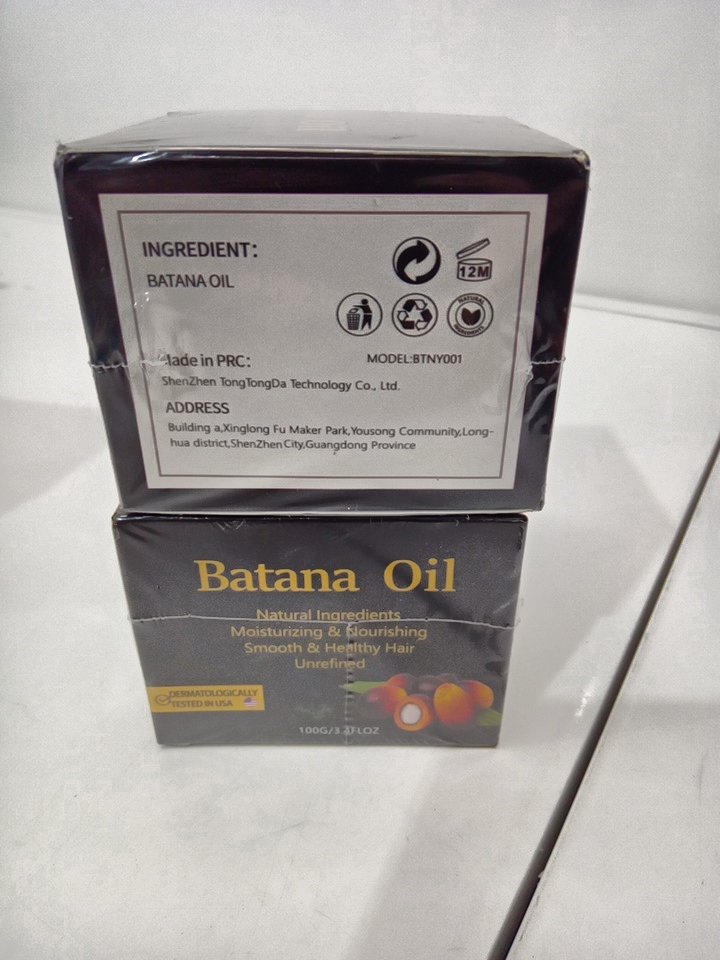 INGREDIENT:
BATANA OIL
12M
NATURAL
INGREDIENTS
Made in PRC:
MODEL:BTNY001
ShenZhen TongTongDa Technology Co., Ltd.
ADDRESS
Building a,Xinglong Fu Maker Park,Yousong Community,Long-
hua district,ShenZhen City,Guangdong Province
Batana Oil
Natural Ingredients
Moisturizing & Nourishing
Smooth & Healthy Hair
Unrefined
DERMATOLOGICALLY
TESTED IN USA
100G/3.4FLOZ